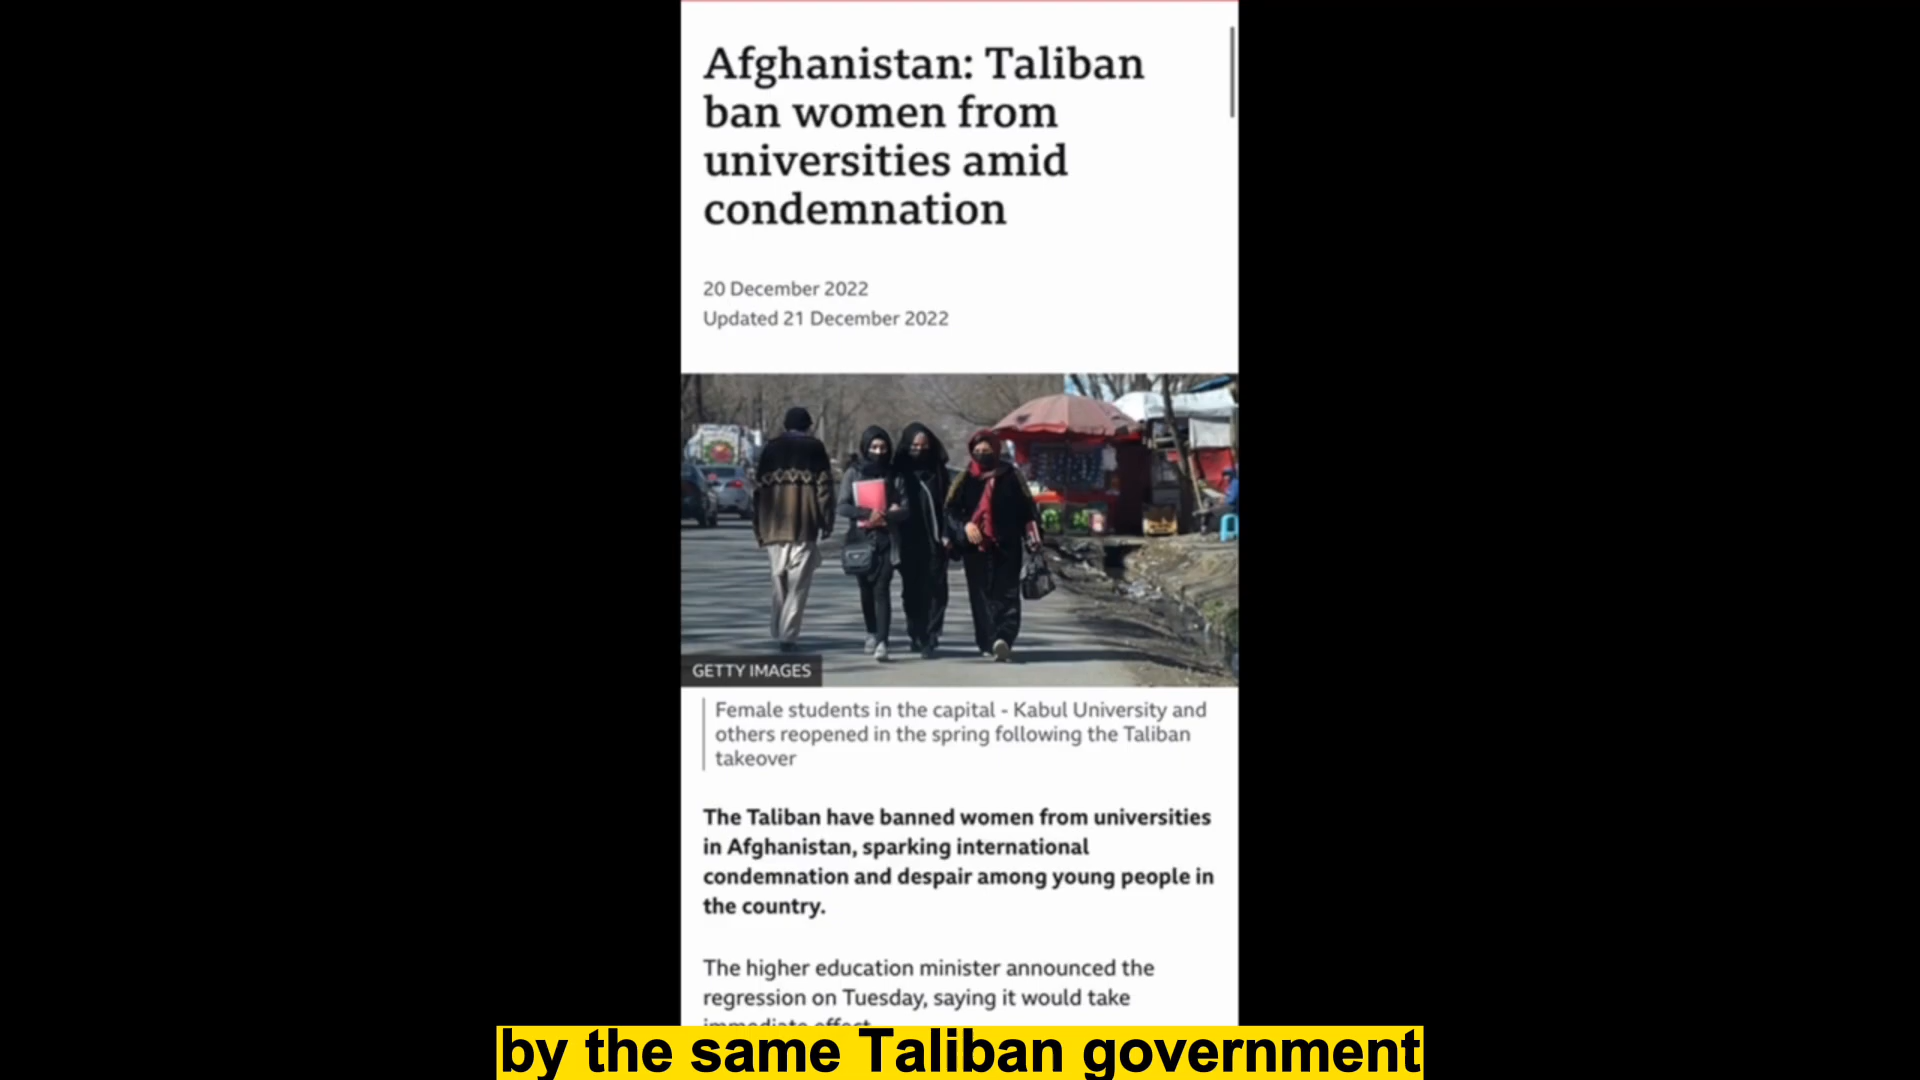 Afghanistan: Taliban
ban women from
universities amid
condemnation
20 December 2022
Updated 21 December 2022
GETTY IMAGES
Female students in the capital - Kabul University and
others reopened in the spring following the Taliban
takeover
The Taliban have banned women from universities
in Afghanistan, sparking international
condemnation and despair among young people in
the country.
The higher education minister announced the
regression on Tuesday, saying it would take
immediate effect.
by the same Taliban government